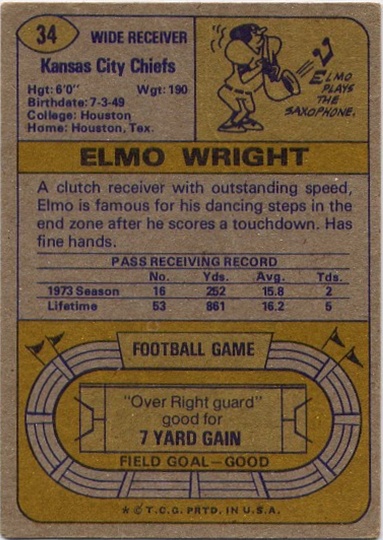 34
WIDE RECEIVER
Kansas City Chiefs
Hgt: 6'0" Wgt: 190
Birthdate: 7-3-49
College: Houston
Home: Houston, Tex.
ELMO
PLAYS
THE
SAXOPHONE.
ELMO WRIGHT
A clutch receiver with outstanding speed,
Elmo is famous for his dancing steps in the
end zone after he scores a touchdown. Has
fine hands.
PASS RECEIVING RECORD
No. Yds. Avg. Tds.
1973 Season 16 252 15.8 2
Lifetime 53 861 16.2 5
FOOTBALL GAME
"Over Right guard"
good for
7 YARD GAIN
FIELD GOAL—GOOD
* © T.C.G. PRTD. IN U.S.A.